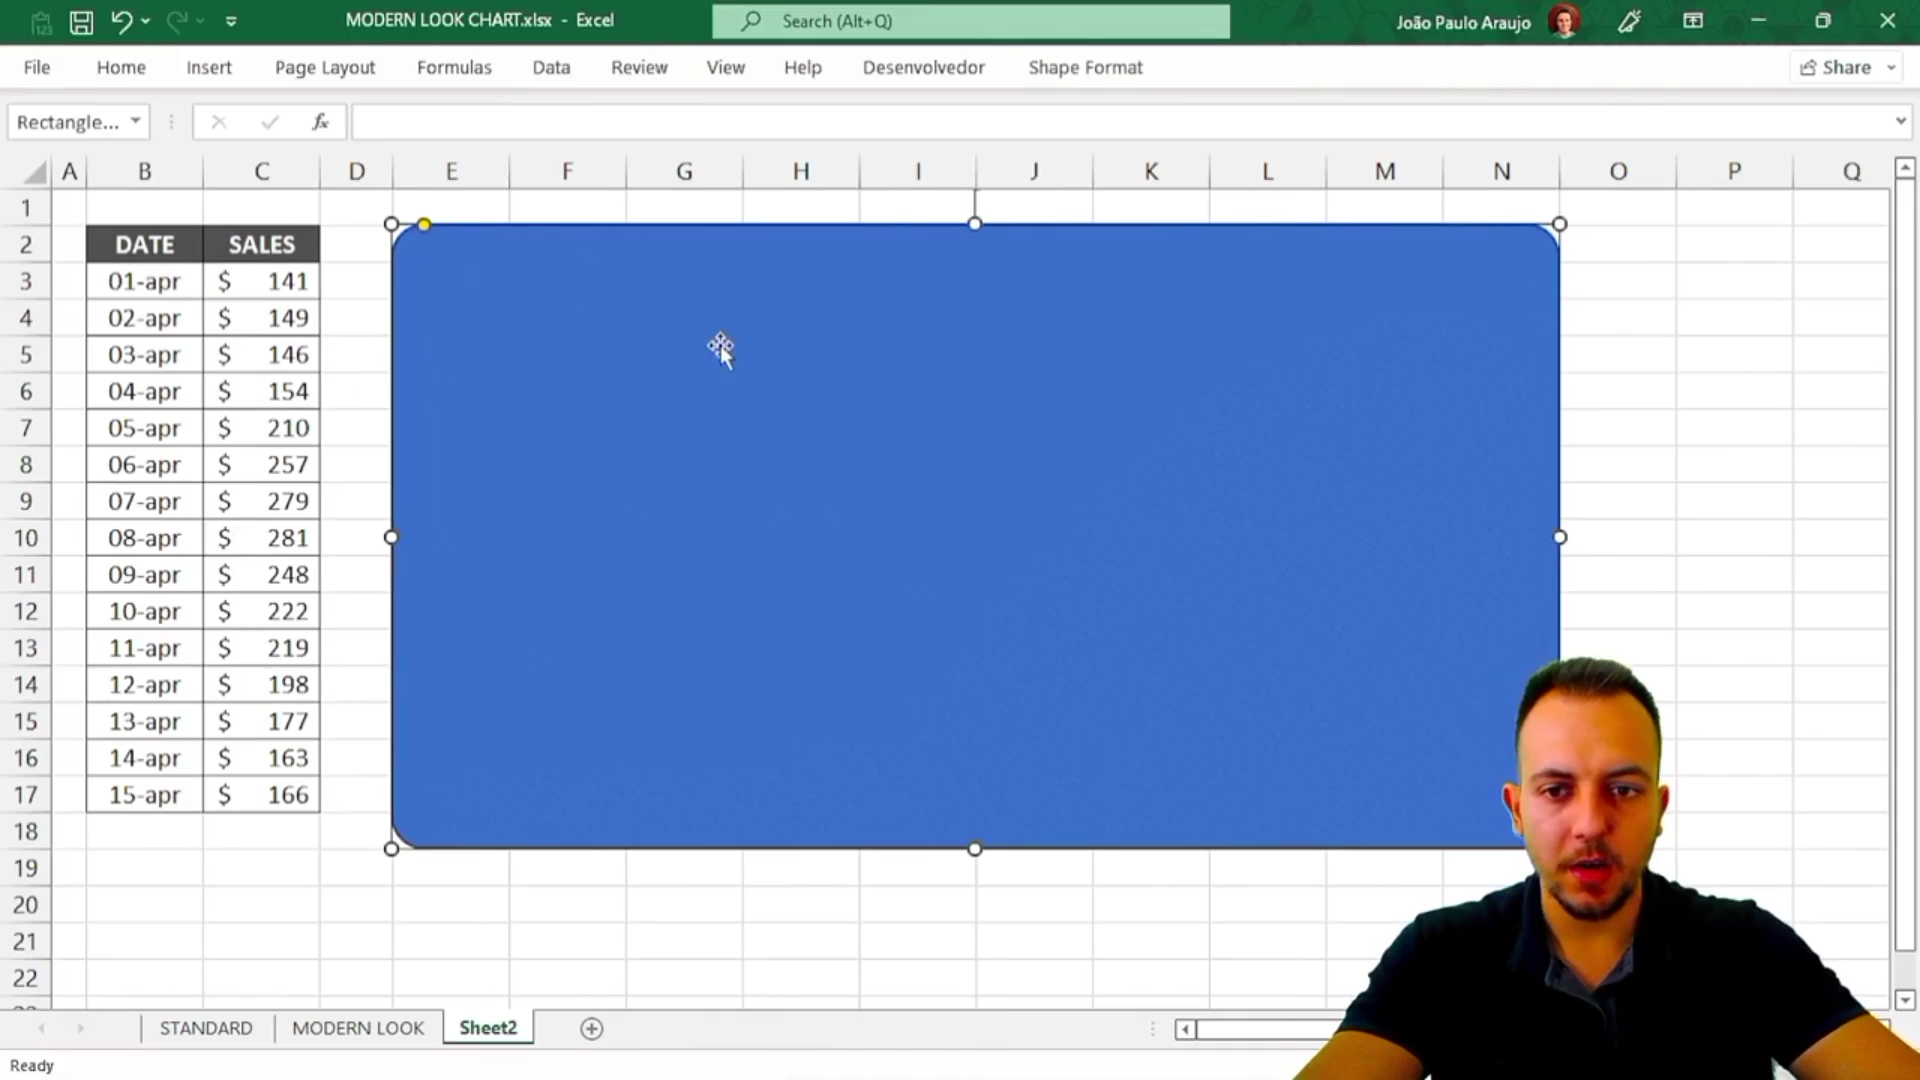 MODERN LOOK CHART.xlsx - Excel
Search (Alt+Q)
João Paulo Araujo
File Home Insert Page Layout Formulas Data Review View Help Desenvolvedor Shape Format Share
Rectangle... fx
A B C D E F G H I J K L M N O P Q
1
2 DATE SALES
3 01-apr $ 141
4 02-apr $ 149
5 03-apr $ 146
6 04-apr $ 154
7 05-apr $ 210
8 06-apr $ 257
9 07-apr $ 279
10 08-apr $ 281
11 09-apr $ 248
12 10-apr $ 222
13 11-apr $ 219
14 12-apr $ 198
15 13-apr $ 177
16 14-apr $ 163
17 15-apr $ 166
18
19
20
21
22
STANDARD MODERN LOOK Sheet2
Ready